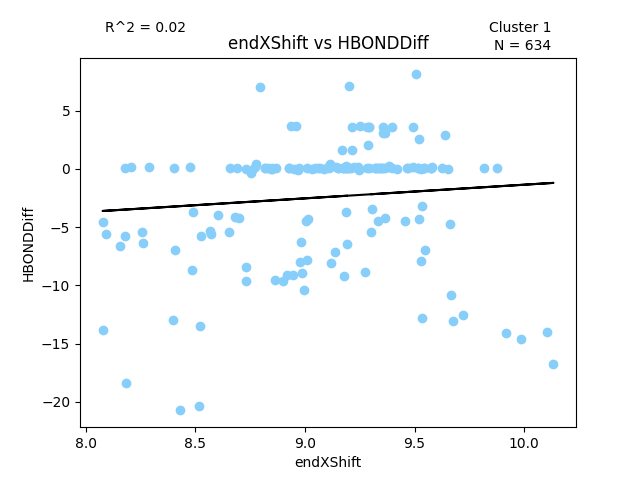 R^2 = 0.02
Cluster 1
endXShift vs HBONDDiff
N = 634
5
0
−5
−10
−15
−20
HBONDDiff
8.0 8.5 9.0 9.5 10.0
endXShift